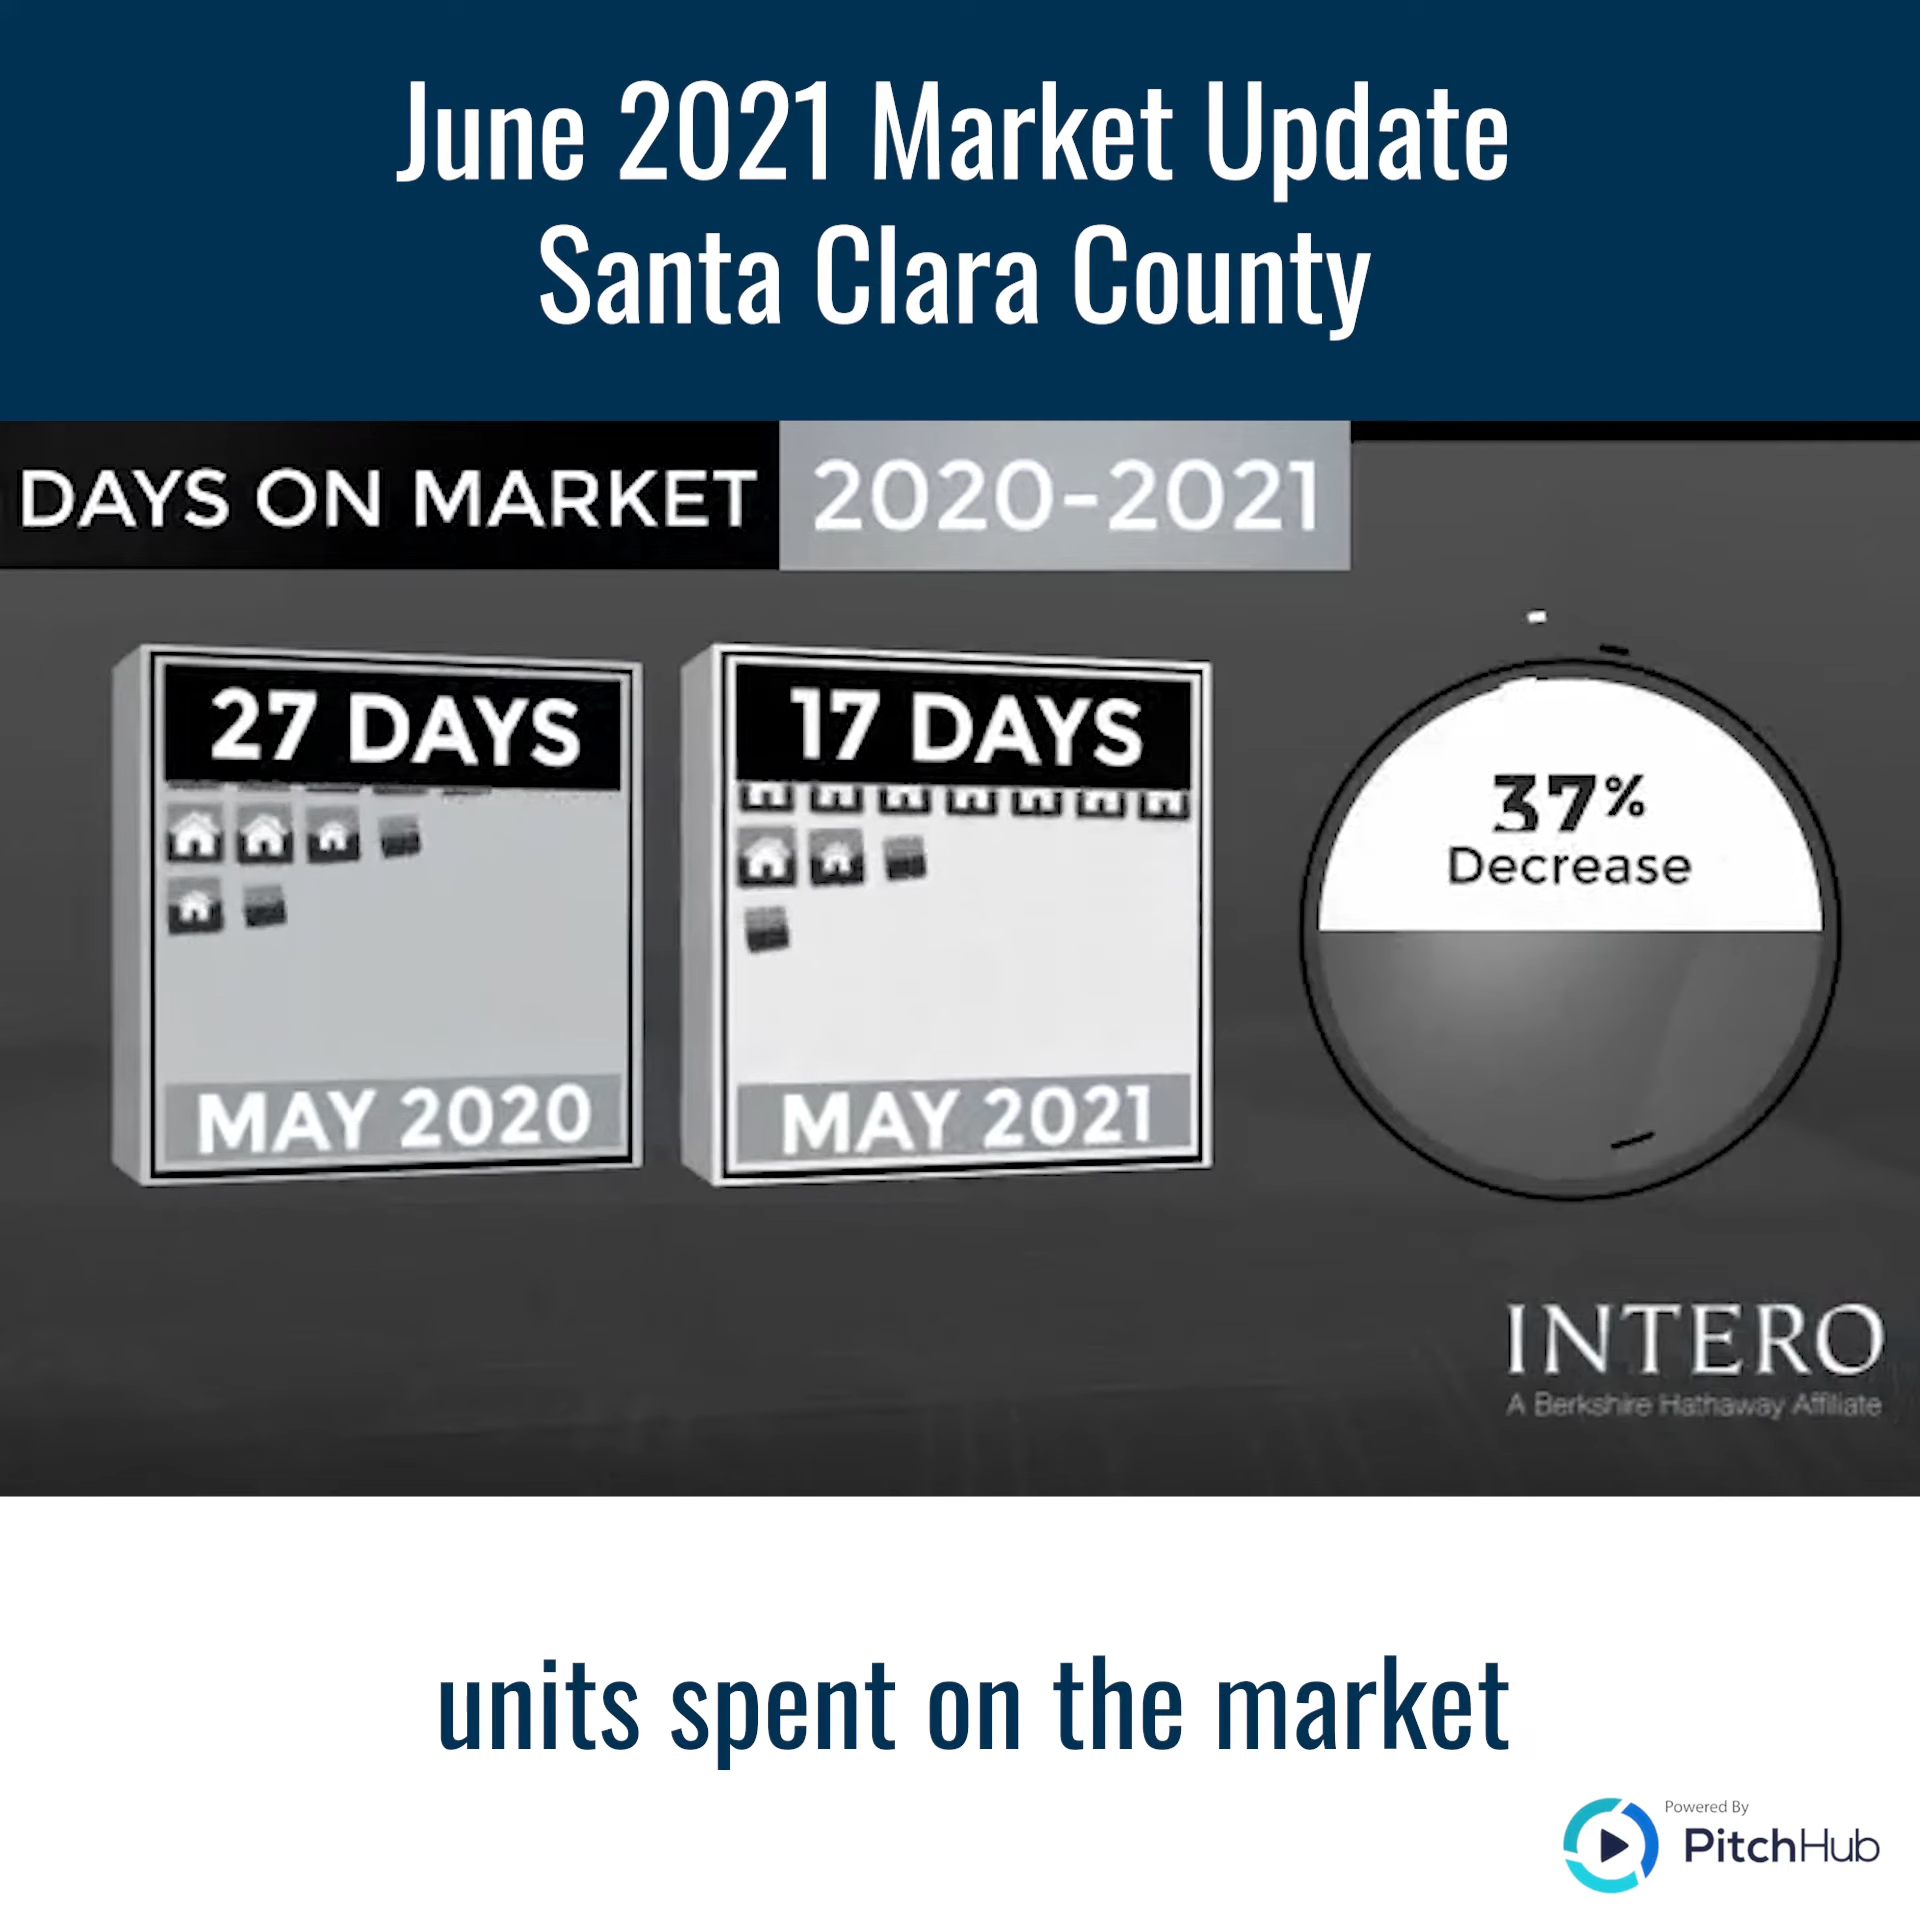 June 2021 Market Update
Santa Clara County
DAYS ON MARKET 2020-2021
27 DAYS
MAY 2020
17 DAYS
MAY 2021
37%
Decrease
INTERO
A Berkshire Hathaway Affiliate
units spent on the market
Powered By
PitchHub